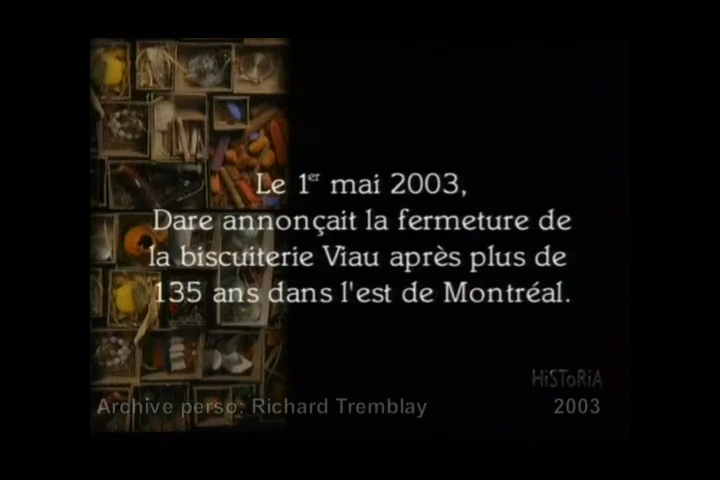 Le 1er mai 2003,
Dare annonçait la fermeture de
la biscuiterie Viau après plus de
135 ans dans l'est de Montréal.
HiSToRiA
Archive perso: Richard Tremblay 2003